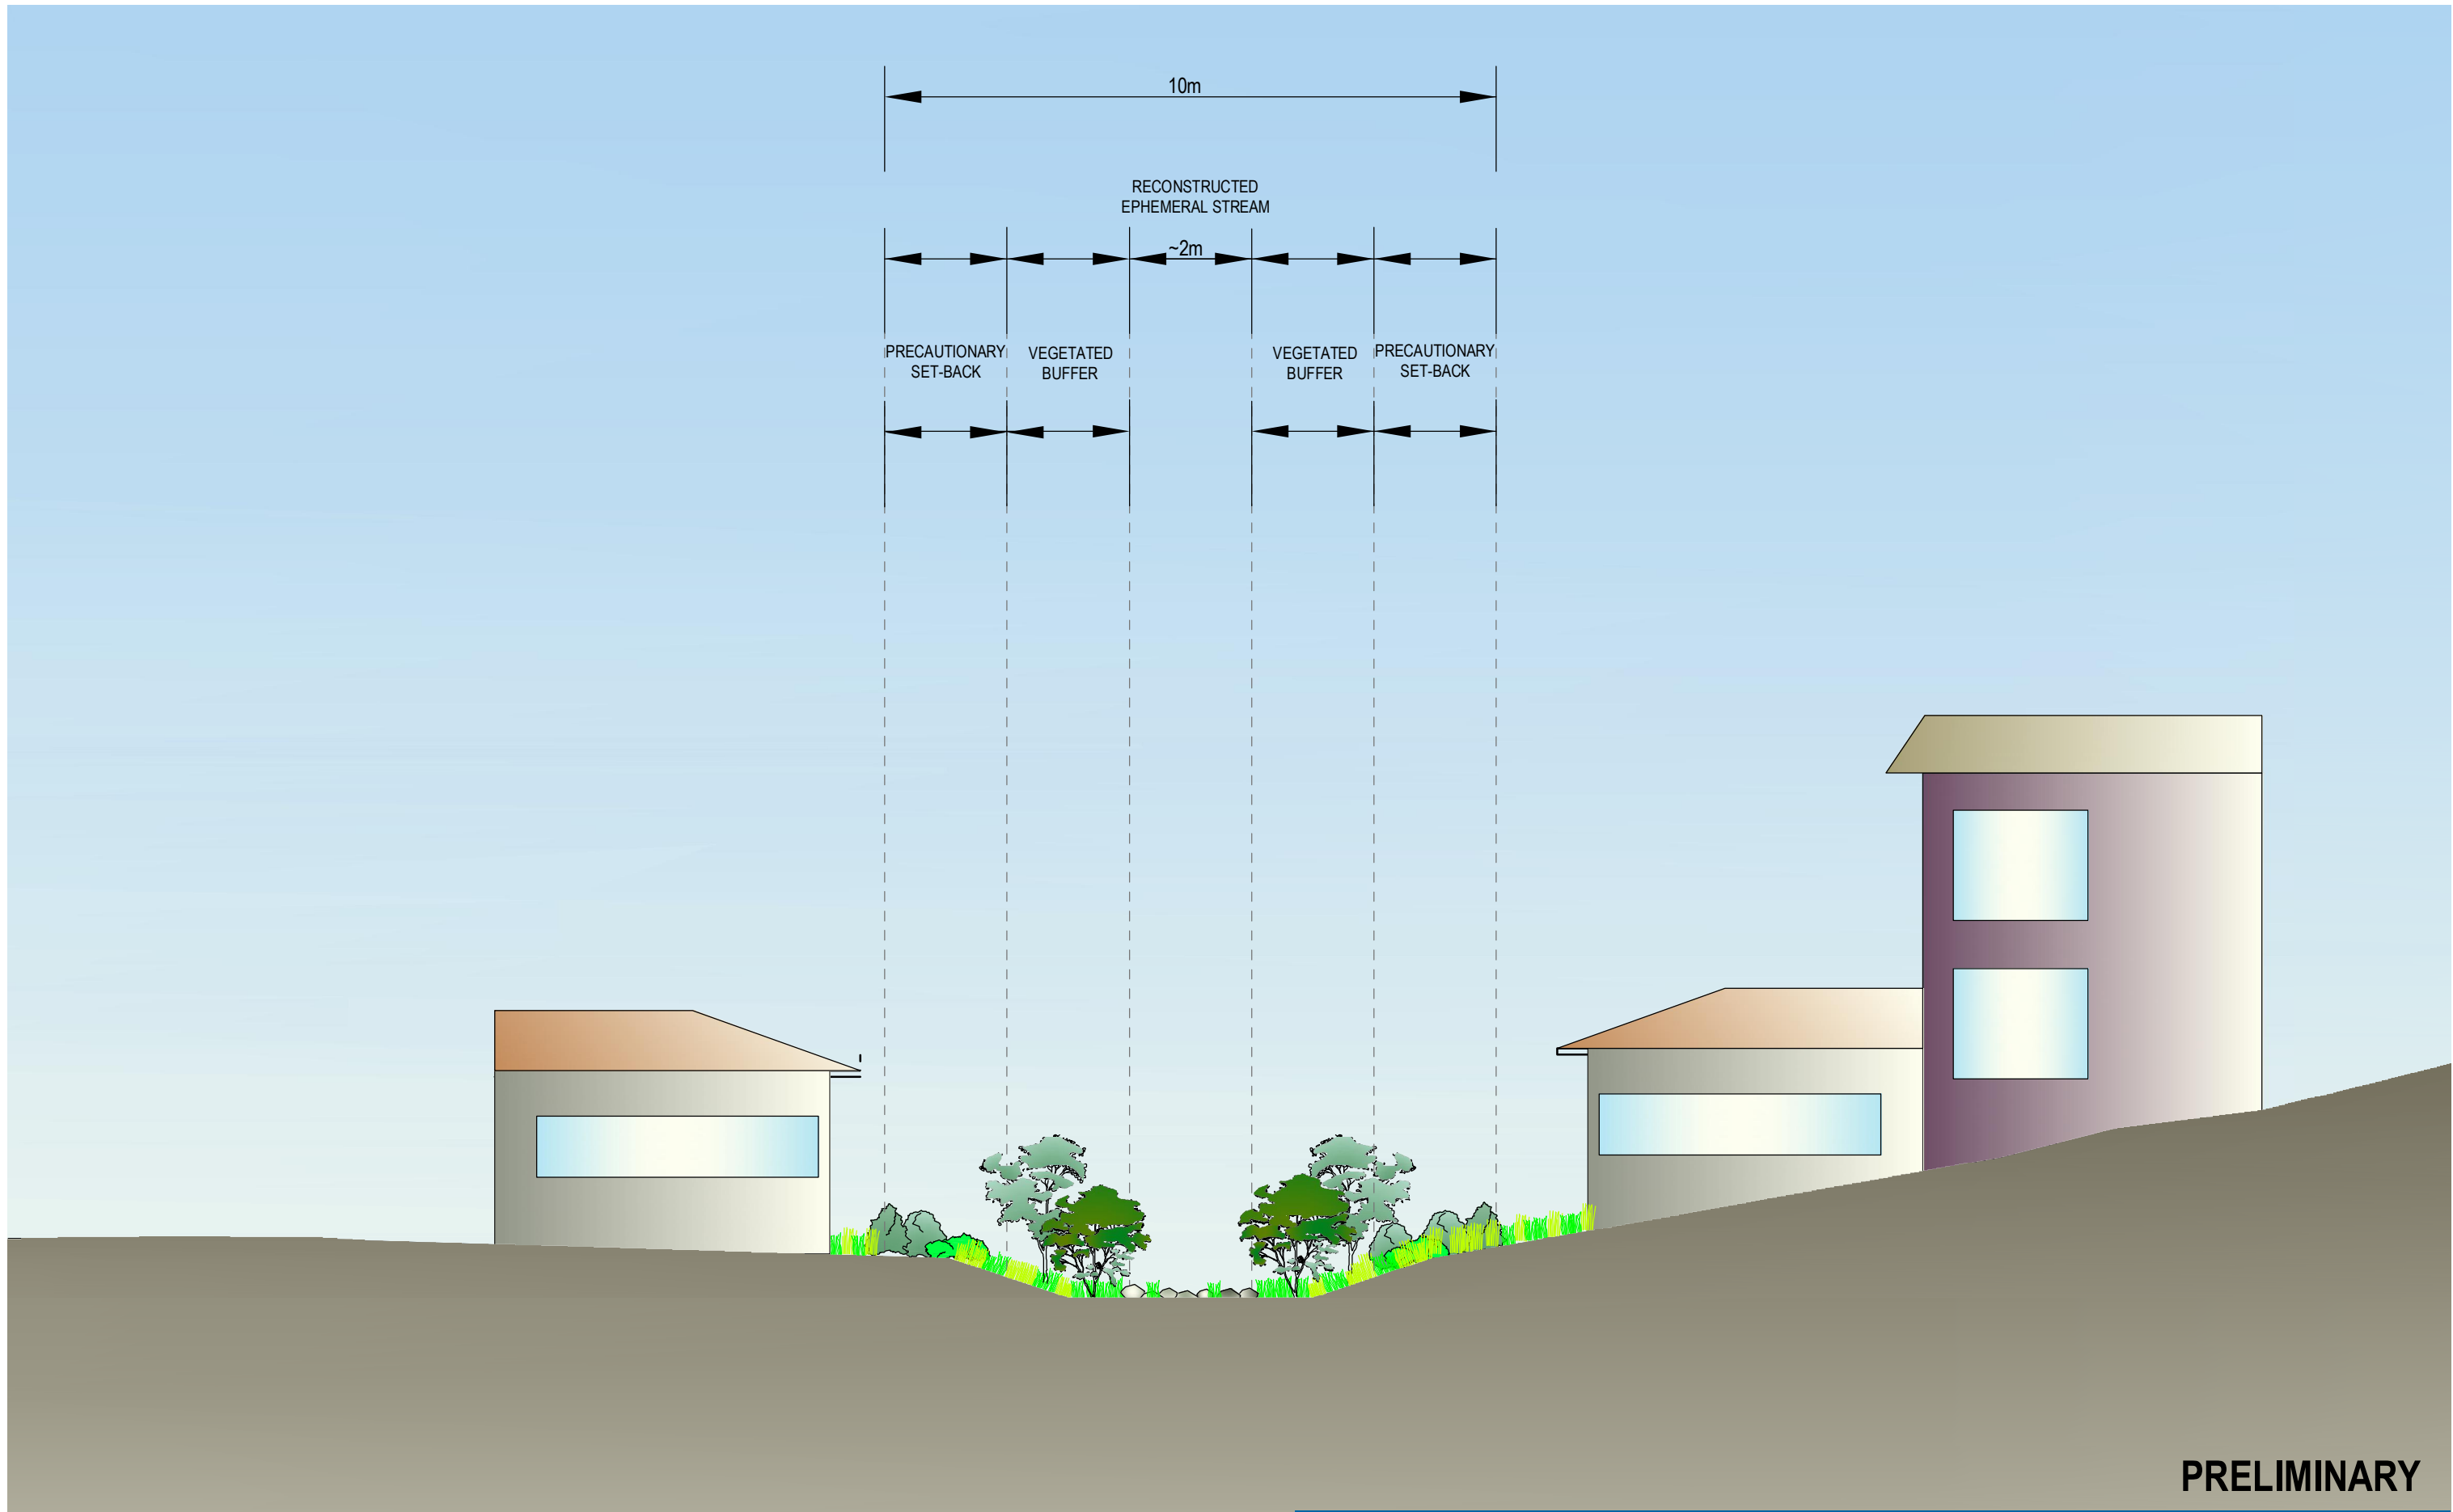 10m
RECONSTRUCTED
EPHEMERAL STREAM
~2m
PRECAUTIONARY
SET-BACK
VEGETATED
BUFFER
VEGETATED
BUFFER
PRECAUTIONARY
SET-BACK
PRELIMINARY